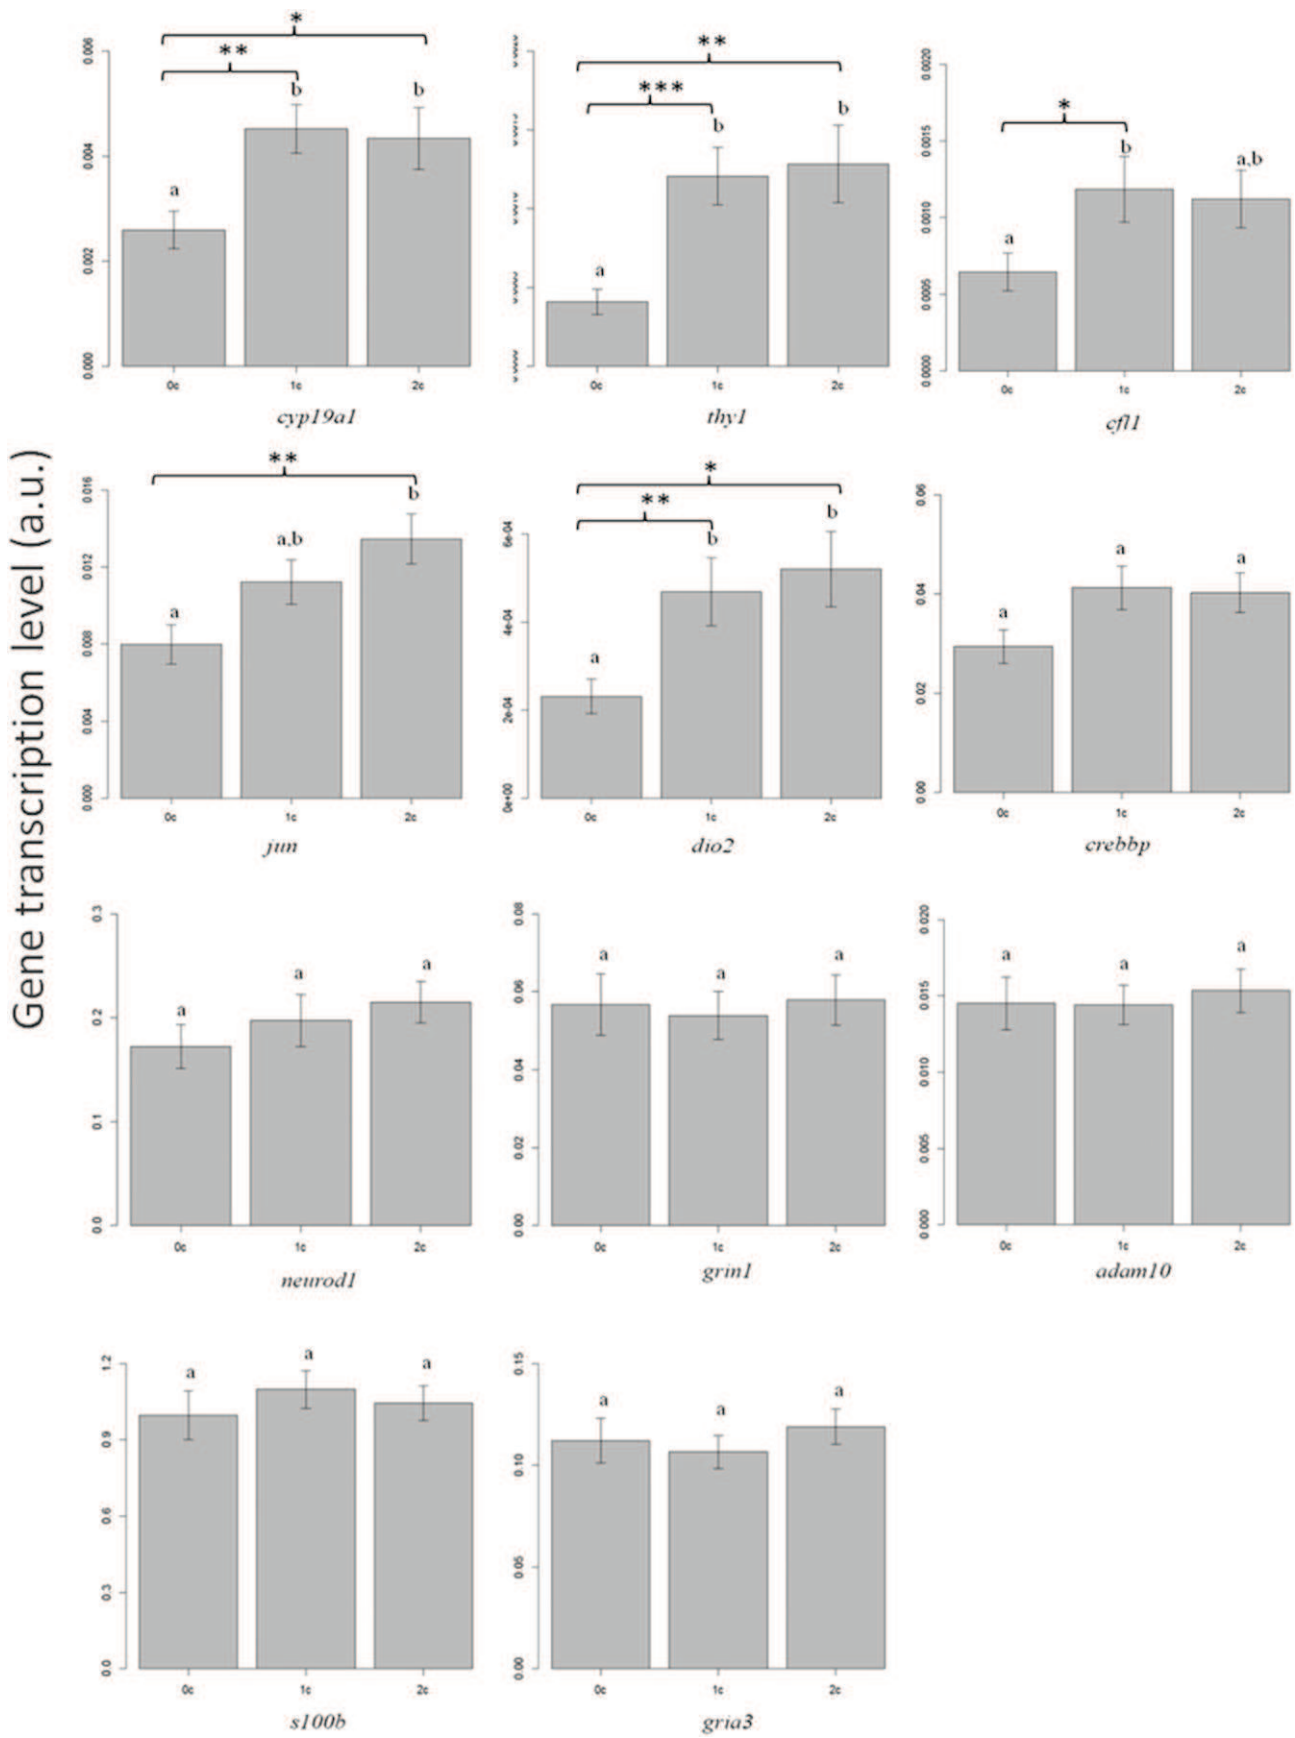 Gene transcription level (a.u.)
*
**
0.006
0.004
0.002
0.000
a
b
b
0c
1c
2c
cyp19a1
**
***
a
b
b
0c
1c
2c
thy1
*
0.0020
0.0015
0.0010
0.0005
0.0000
a
b
a,b
0c
1c
2c
cfl1
**
0.016
0.012
0.008
0.004
0.000
a
a,b
b
0c
1c
2c
jun
*
**
6e-04
4e-04
2e-04
0e+00
a
b
b
0c
1c
2c
dio2
0.06
0.04
0.02
0.00
a
a
a
0c
1c
2c
crebbp
0.3
0.2
0.1
0.0
a
a
a
0c
1c
2c
neurod1
0.08
0.06
0.04
0.02
0.00
a
a
a
0c
1c
2c
grin1
0.020
0.015
0.010
0.005
0.000
a
a
a
0c
1c
2c
adam10
1.2
0.9
0.6
0.3
0.0
a
a
a
0c
1c
2c
s100b
0.15
0.10
0.05
0.00
a
a
a
0c
1c
2c
gria3